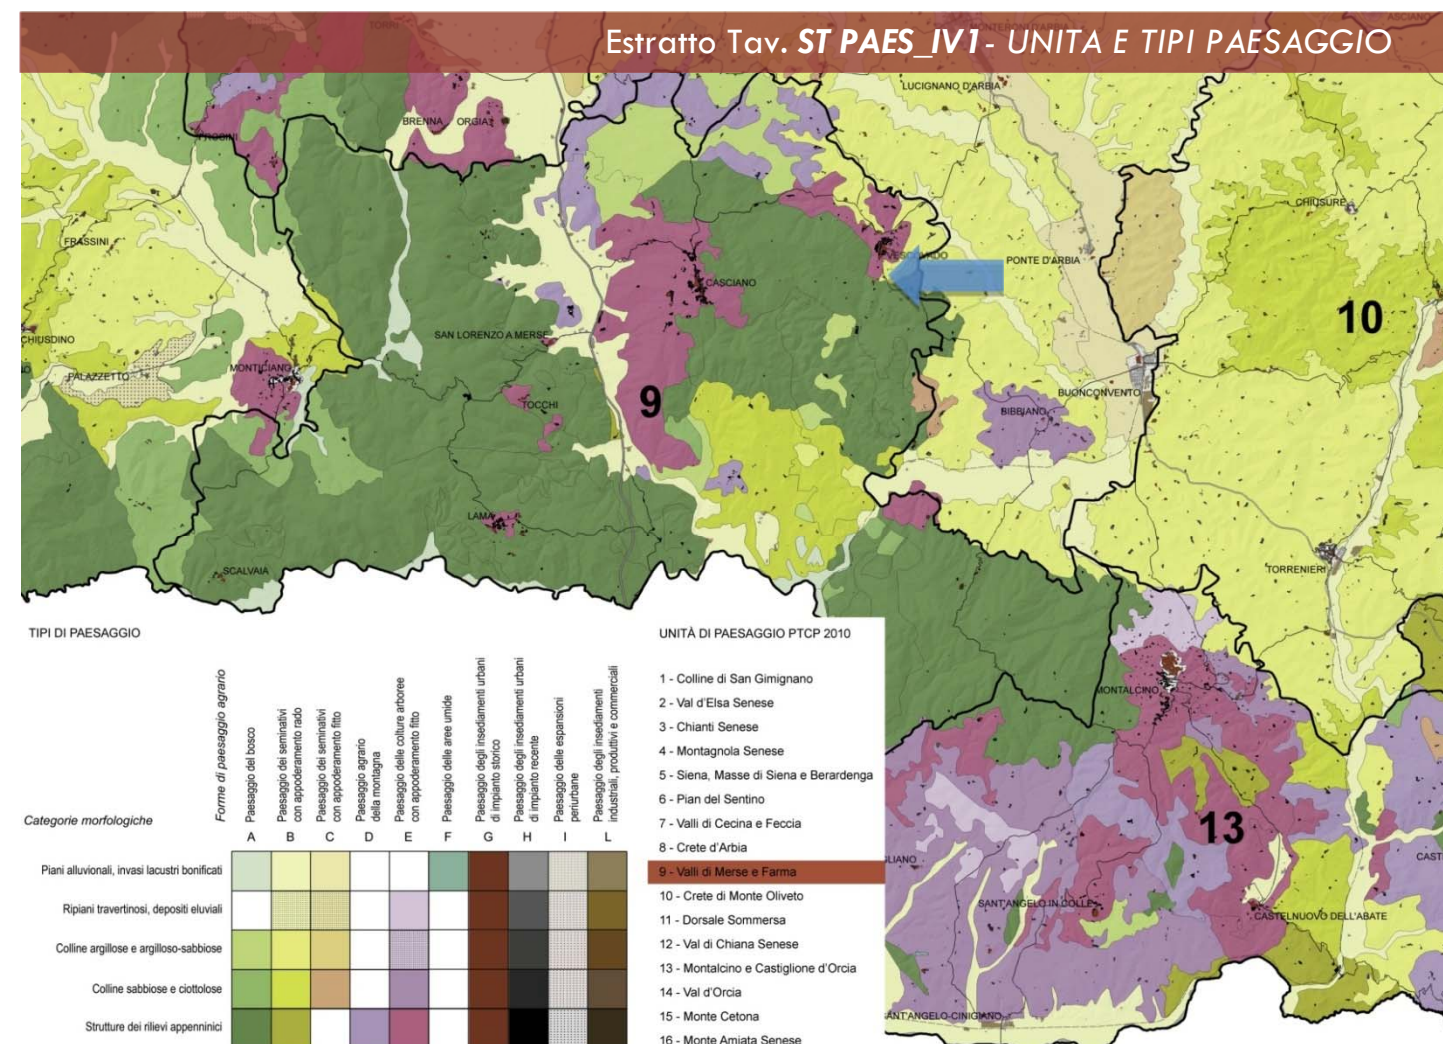 Estratto Tav. ST PAES_IV1- UNITA E TIPI PAESAGGIO
TORRI
ASCIANO
LUCIGNANO D'ARBIA
BRENNA
ORGIA
FROSINI
CHIUSURE
FRASSINI
PONTE D'ARBIA
CASCIANO
10
CHIUSDINO
SAN LORENZO A MERSE
PALAZZETTO
MONTICIANO
BUONCONVENTO
9
TOCCHI
BIBBIANO
LAMA
SCALVAIA
TORRENIERI
MONTALCINO
13
SANT'ANGELO IN COLLE
CASTELNUOVO DELL'ABATE
SANT'ANGELO-CINIGIANO
TIPI DI PAESAGGIO
Forme di paesaggio agrario
Paesaggio del bosco
Paesaggio dei seminativi
con appoderamento rado
Paesaggio dei seminativi
con appoderamento fitto
Paesaggio agrario
della montagna
Paesaggio delle colture arboree
con appoderamento fitto
Paesaggio delle aree umide
Paesaggio degli insediamenti urbani
di impianto storico
Paesaggio degli insediamenti urbani
di impianto recente
Paesaggio delle espansioni
periurbane
Paesaggio degli insediamenti
industriali, produttivi e commerciali
Categorie morfologiche
A B C D E F G H I L
Piani alluvionali, invasi lacustri bonificati
Ripiani travertinosi, depositi eluviali
Colline argillose e argilloso-sabbiose
Colline sabbiose e ciottolose
Strutture dei rilievi appenninici
UNITÀ DI PAESAGGIO PTCP 2010
1 - Colline di San Gimignano
2 - Val d'Elsa Senese
3 - Chianti Senese
4 - Montagnola Senese
5 - Siena, Masse di Siena e Berardenga
6 - Pian del Sentino
7 - Valli di Cecina e Feccia
8 - Crete d'Arbia
9 - Valli di Merse e Farma
10 - Crete di Monte Oliveto
11 - Dorsale Sommersa
12 - Val di Chiana Senese
13 - Montalcino e Castiglione d'Orcia
14 - Val d'Orcia
15 - Monte Cetona
16 - Monte Amiata Senese